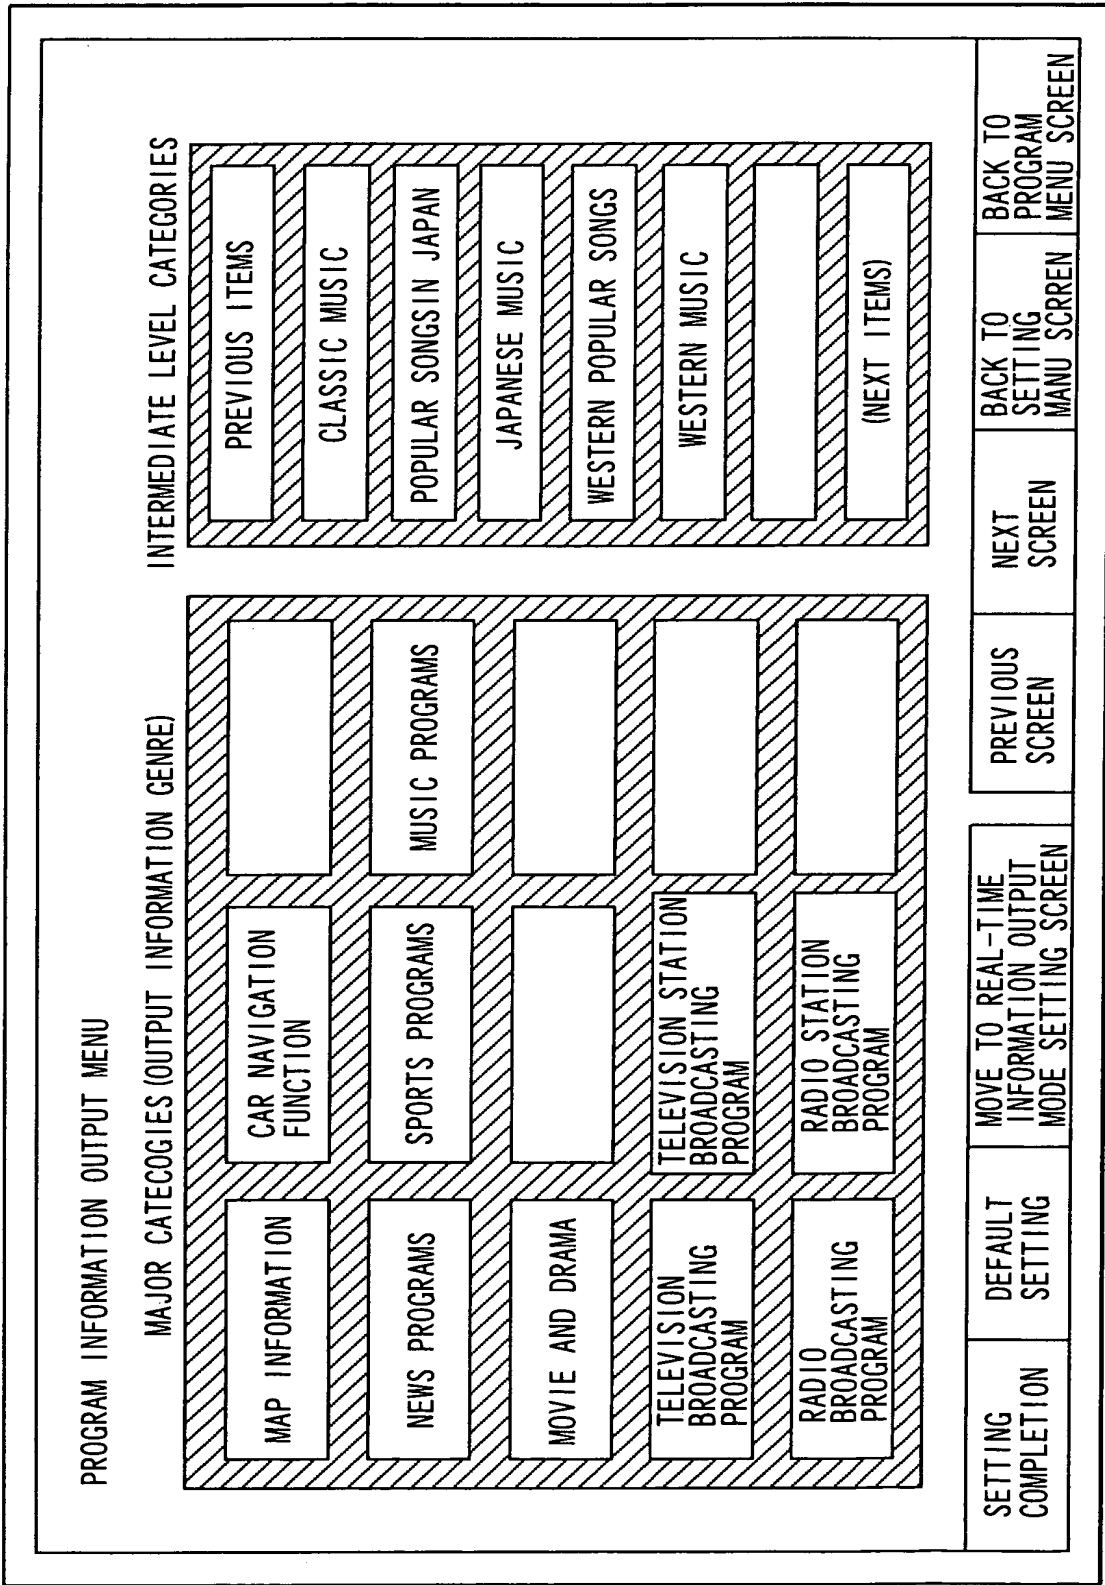 PROGRAM INFORMATION OUTPUT MENU
MAJOR CATECOGIES (OUTPUT INFORMATION GENRE)
MAP INFORMATION
CAR NAVIGATION
FUNCTION
NEWS PROGRAMS
SPORTS PROGRAMS
MUSIC PROGRAMS
MOVIE AND DRAMA
TELEVISION
BROADCASTING
PROGRAM
TELEVISION STATION
BROADCASTING
PROGRAM
RADIO
BROADCASTING
PROGRAM
RADIO STATION
BROADCASTING
PROGRAM
INTERMEDIATE LEVEL CATEGORIES
PREVIOUS ITEMS
CLASSIC MUSIC
POPULAR SONGSIN JAPAN
JAPANESE MUSIC
WESTERN POPULAR SONGS
WESTERN MUSIC
(NEXT ITEMS)
SETTING
COMPLETION
DEFAULT
SETTING
MOVE TO REAL-TIME
INFORMATION OUTPUT
MODE SETTING SCREEN
PREVIOUS
SCREEN
NEXT
SCREEN
BACK TO
SETTING
MANU SCRREN
BACK TO
PROGRAM
MENU SCREEN